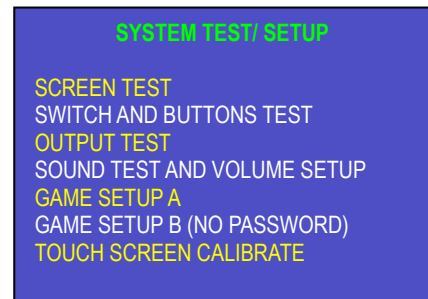 SYSTEM TEST/ SETUP
SCREEN TEST
SWITCH AND BUTTONS TEST
OUTPUT TEST
SOUND TEST AND VOLUME SETUP
GAME SETUP A
GAME SETUP B (NO PASSWORD)
TOUCH SCREEN CALIBRATE